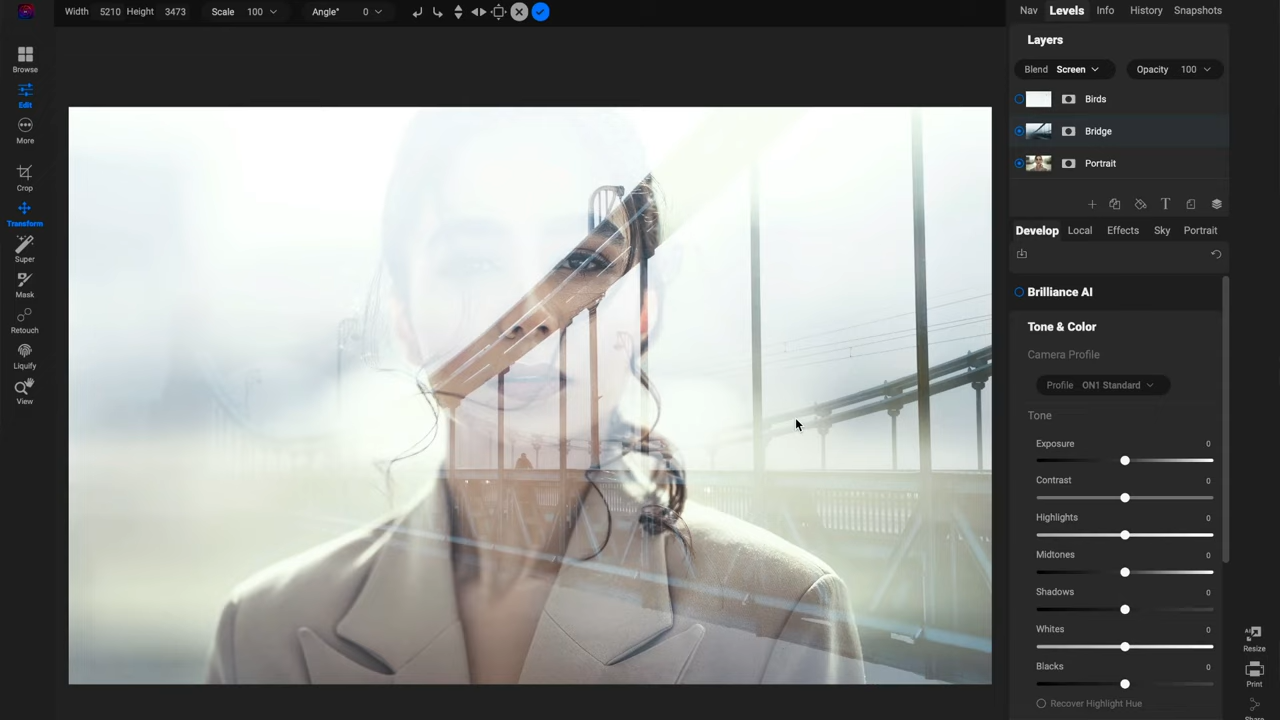 Width 5210 Height 3473 Scale 100 Angle° 0
Nav Levels Info History Snapshots
Layers
Blend Screen Opacity 100
Birds
Bridge
Portrait
Browse
Edit
More
Crop
Transform
Super
Mask
Retouch
Liquify
View
T
Develop Local Effects Sky Portrait
Brilliance AI
Tone & Color
Camera Profile
Profile ON1 Standard
Tone
Exposure 0
Contrast 0
Highlights 0
Midtones 0
Shadows 0
Whites 0
Blacks 0
Recover Highlight Hue
AI
Resize
Print
Share